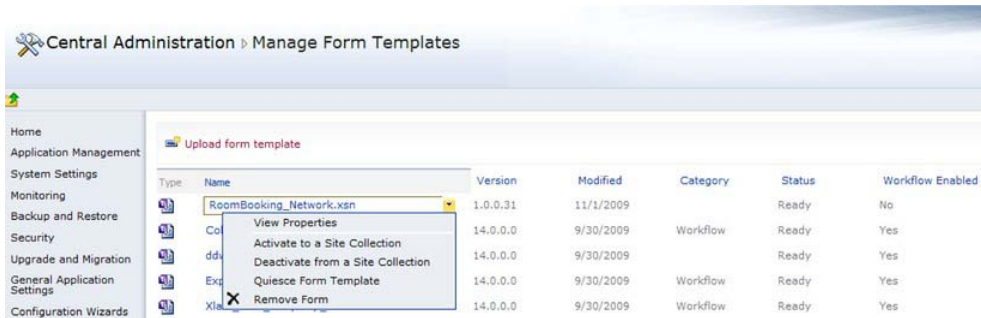 Central Administration ▸ Manage Form Templates
Home
Application Management
System Settings
Monitoring
Backup and Restore
Security
Upgrade and Migration
General Application
Settings
Configuration Wizards
Upload form template
Type Name Version Modified Category Status Workflow Enabled
RoomBooking_Network.xsn 1.0.0.31 11/1/2009 Ready No
Col 14.0.0.0 9/30/2009 Workflow Ready Yes
14.0.0.0 9/30/2009 Ready Yes
Exp 14.0.0.0 9/30/2009 Workflow Ready Yes
14.0.0.0 9/30/2009 Workflow Ready Yes
View Properties
Activate to a Site Collection
Deactivate from a Site Collection
Quiesce Form Template
Remove Form